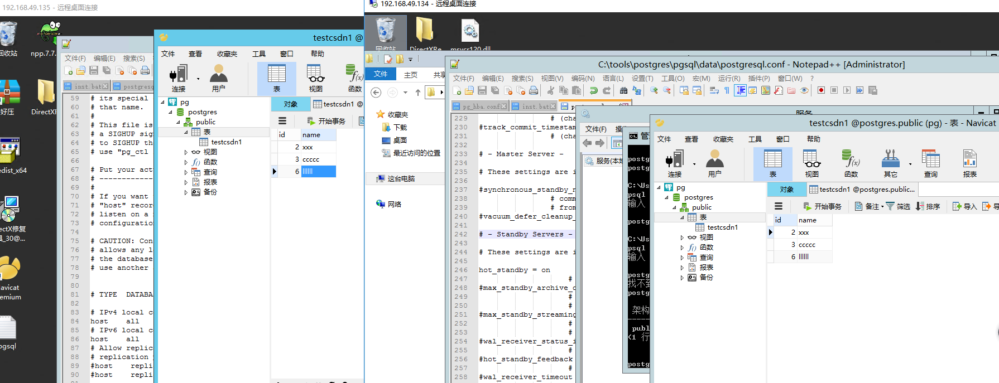 192.168.49.135 - 远程桌面连接
回收站
npp.7.7.
好压
DirectXR
edist_x64
ectX修复
_30@...
avicat
emium
ogsql
文件(F) 编辑(E) 搜索(S)
inst.bat postgresq
59 # its special
60 # that name.
61 #
62 # This file is
63 # a SIGHUP sig
64 # to SIGHUP th
65 # use "pg_ctl
66
67 # Put your act
68 # -------------
69 #
70 # If you want
71 # "host" recor
72 # listen on a
73 # configuration
74
75 # CAUTION: Con
76 # allows any l
77 # the database
78 # use another
79
80
81 # TYPE DATABA
82
83 # IPv4 local c
84 host all
85 # IPv6 local c
86 host all
87 # Allow replic
88 # replication
89 #host repli
90 #host repli
testcsdn1 @
文件 查看 收藏夹 工具 窗口 帮助
连接 用户 表 视图 函数
pg
postgres
public
表
testcsdn1
视图
函数
查询
报表
备份
对象 testcsdn1 @
开始事务
id name
2 xxx
3 ccccc
6 llllll
192.168.49.134 - 远程桌面连接
回收站
DirectXRe
msvcr120.dll
文件 主页 共享
收藏夹
下载
桌面
最近访问的位置
这台电脑
网络
C:\tools\postgres\pgsql\data\postgresql.conf - Notepad++ [Administrator]
文件(F) 编辑(E) 搜索(S) 视图(V) 编码(N) 语言(L) 设置(T) 工具(O) 宏(M) 运行(R) 插件(P) 窗口(W) ?
pg_hba.conf inst.bat
229 # (cha
230 #track_commit_timestam
231 # (cha
232
233 # - Master Server -
234
235 # These settings are i
236
237 #synchronous_standby_n
238 # comm
239 # from
240 #vacuum_defer_cleanup_
241
242 # - Standby Servers -
243
244 # These settings are i
245
246 hot_standby = on
247 #
248 #max_standby_archive_d
249 #
250 #
251 #max_standby_streaming
252 #
253 #
254 #wal_receiver_status_i
255 #
256 #hot_standby_feedback
257 #
258 #wal_receiver_timeout
服务
文件(F) 操
服务(本地
管
postg
postg
C:\Us
psql
输入
postg
C:\Us
psql
输入
postg
找不到
postg
架构
publ
(1 行
postg
testcsdn1 @postgres.public (pg) - 表 - Navicat
文件 查看 收藏夹 工具 窗口 帮助
连接 用户 表 视图 函数 其它 查询 报表
pg
postgres
public
表
testcsdn1
视图
函数
查询
报表
备份
对象 testcsdn1 @postgres.public...
开始事务 备注 筛选 排序 导入 导
id name
2 xxx
3 ccccc
6 llllll